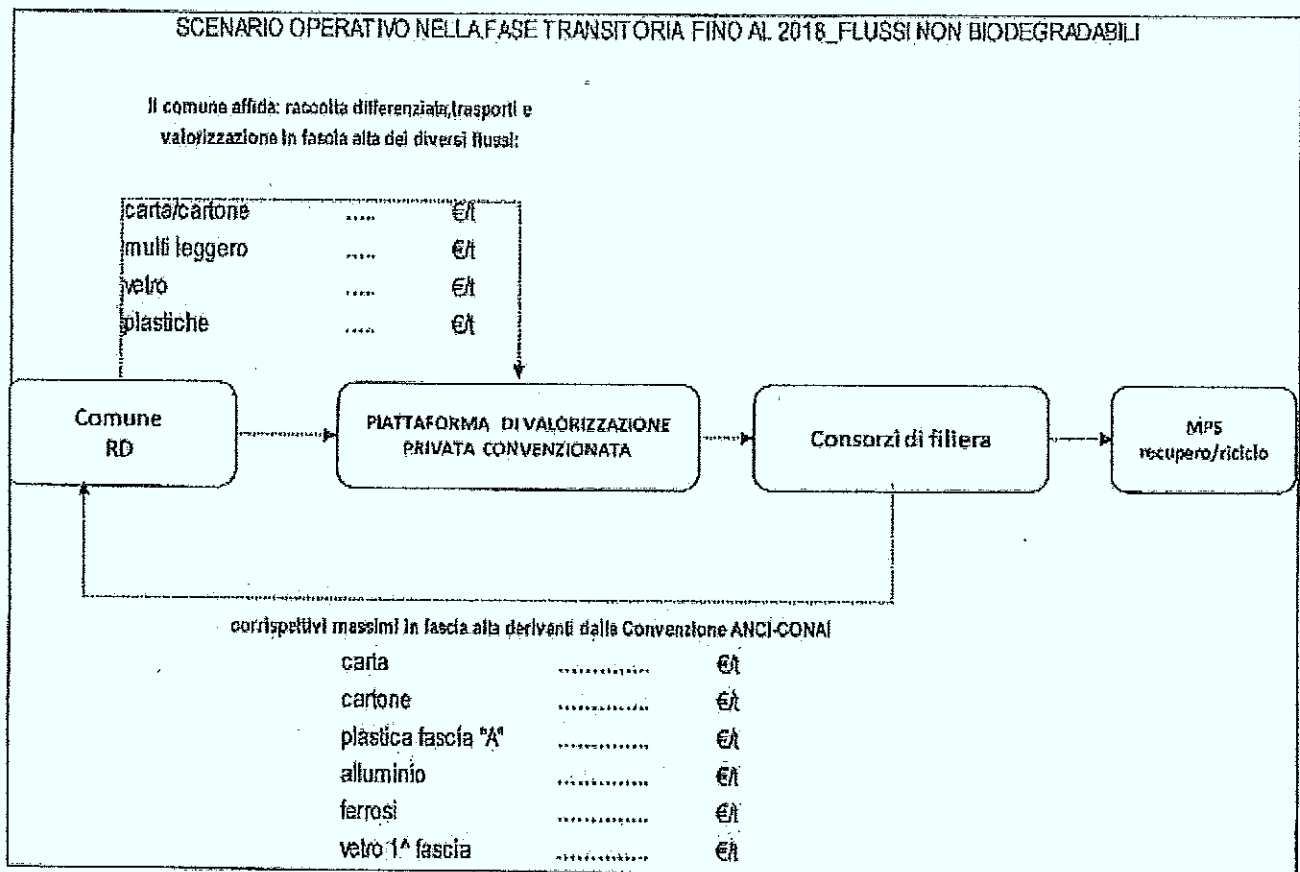 SCENARIO OPERATIVO NELLA FASE TRANSITORIA FINO AL 2018_FLUSSI NON BIODEGRADABILI
Il comune affida: raccolta differenziata,trasporti e
valorizzazione in fascia alta dei diversi flussi:
carta/cartone ..... €/t
multi leggero ..... €/t
vetro ..... €/t
plastiche ..... €/t
Comune
RD
PIATTAFORMA DI VALORIZZAZIONE
PRIVATA CONVENZIONATA
Consorzi di filiera
MPS
recupero/riciclo
corrispettivi massimi in fascia alta derivanti dalla Convenzione ANCI-CONAI
carta ............. €/t
cartone ............. €/t
plastica fascia "A" ............. €/t
alluminio ............. €/t
ferrosi ............. €/t
vetro 1^ fascia ............. €/t